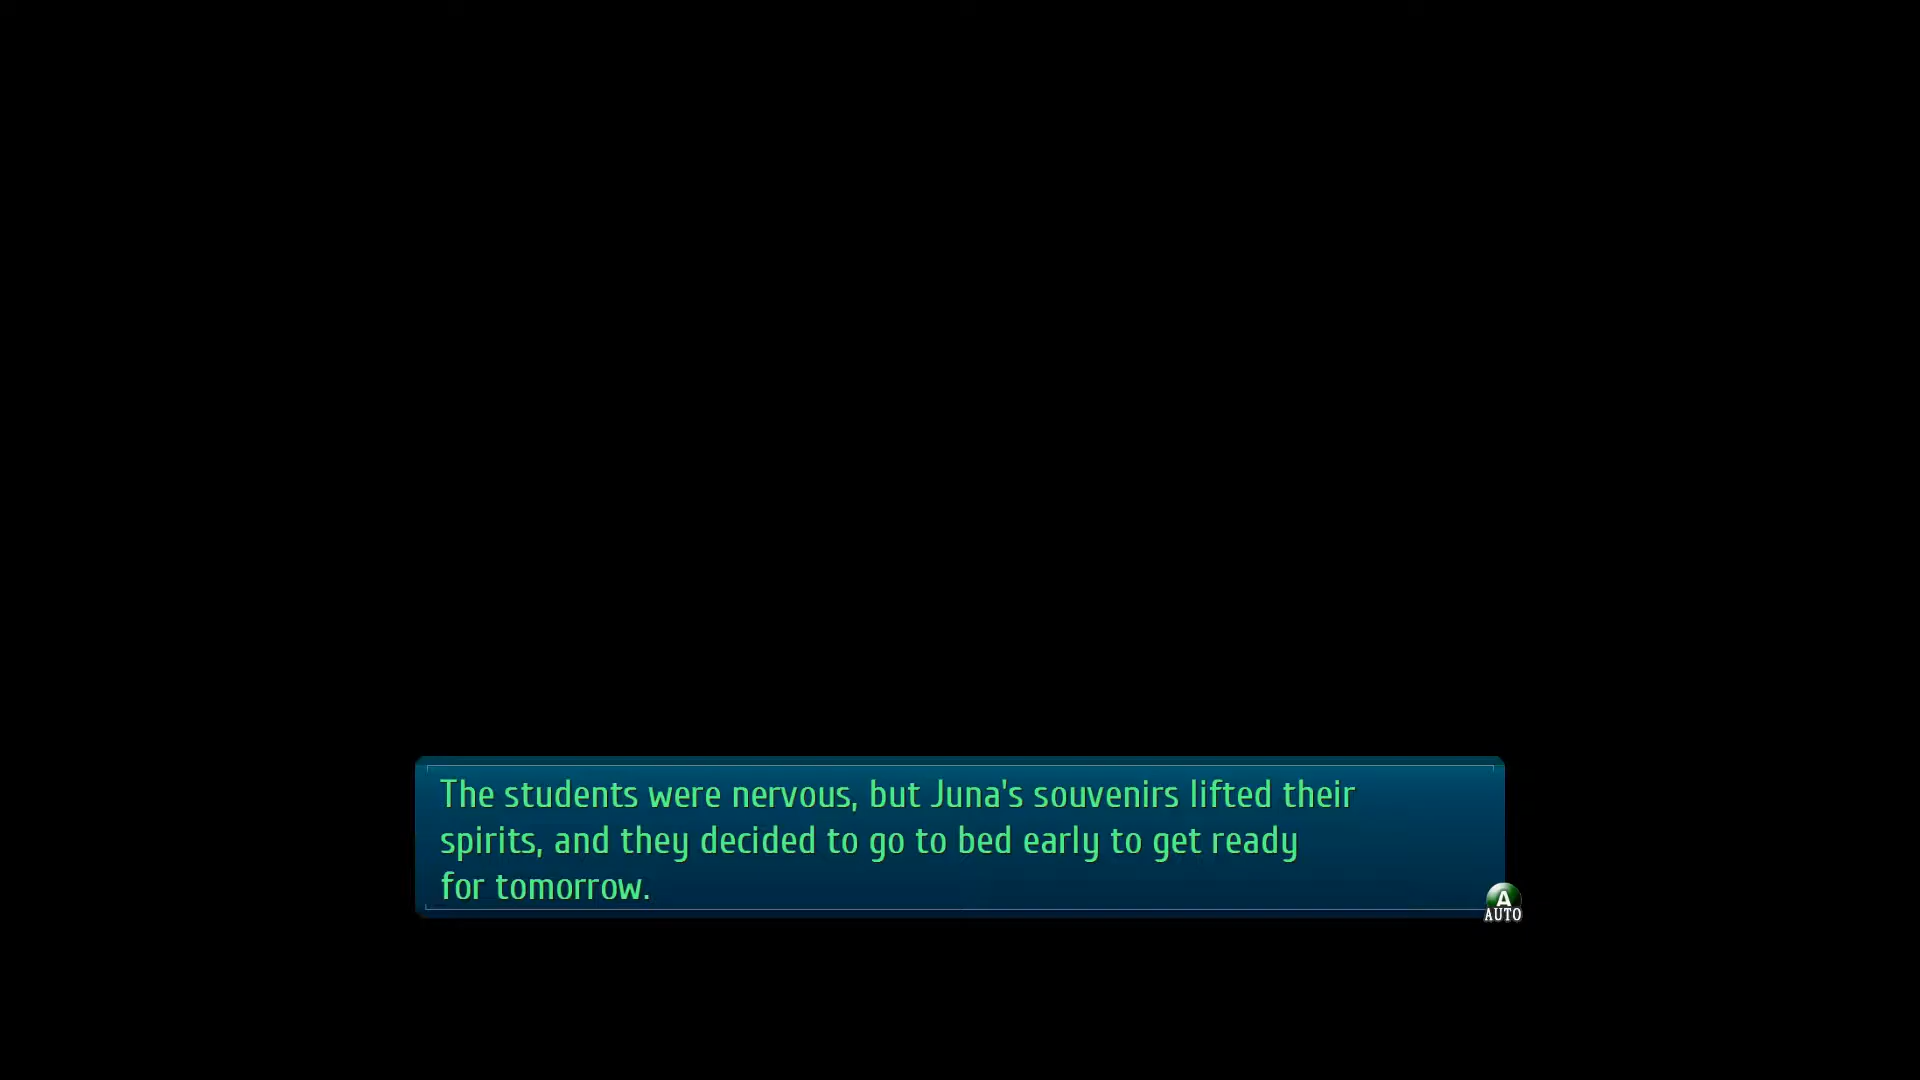 The students were nervous, but Juna's souvenirs lifted their
spirits, and they decided to go to bed early to get ready
for tomorrow.
A
AUTO